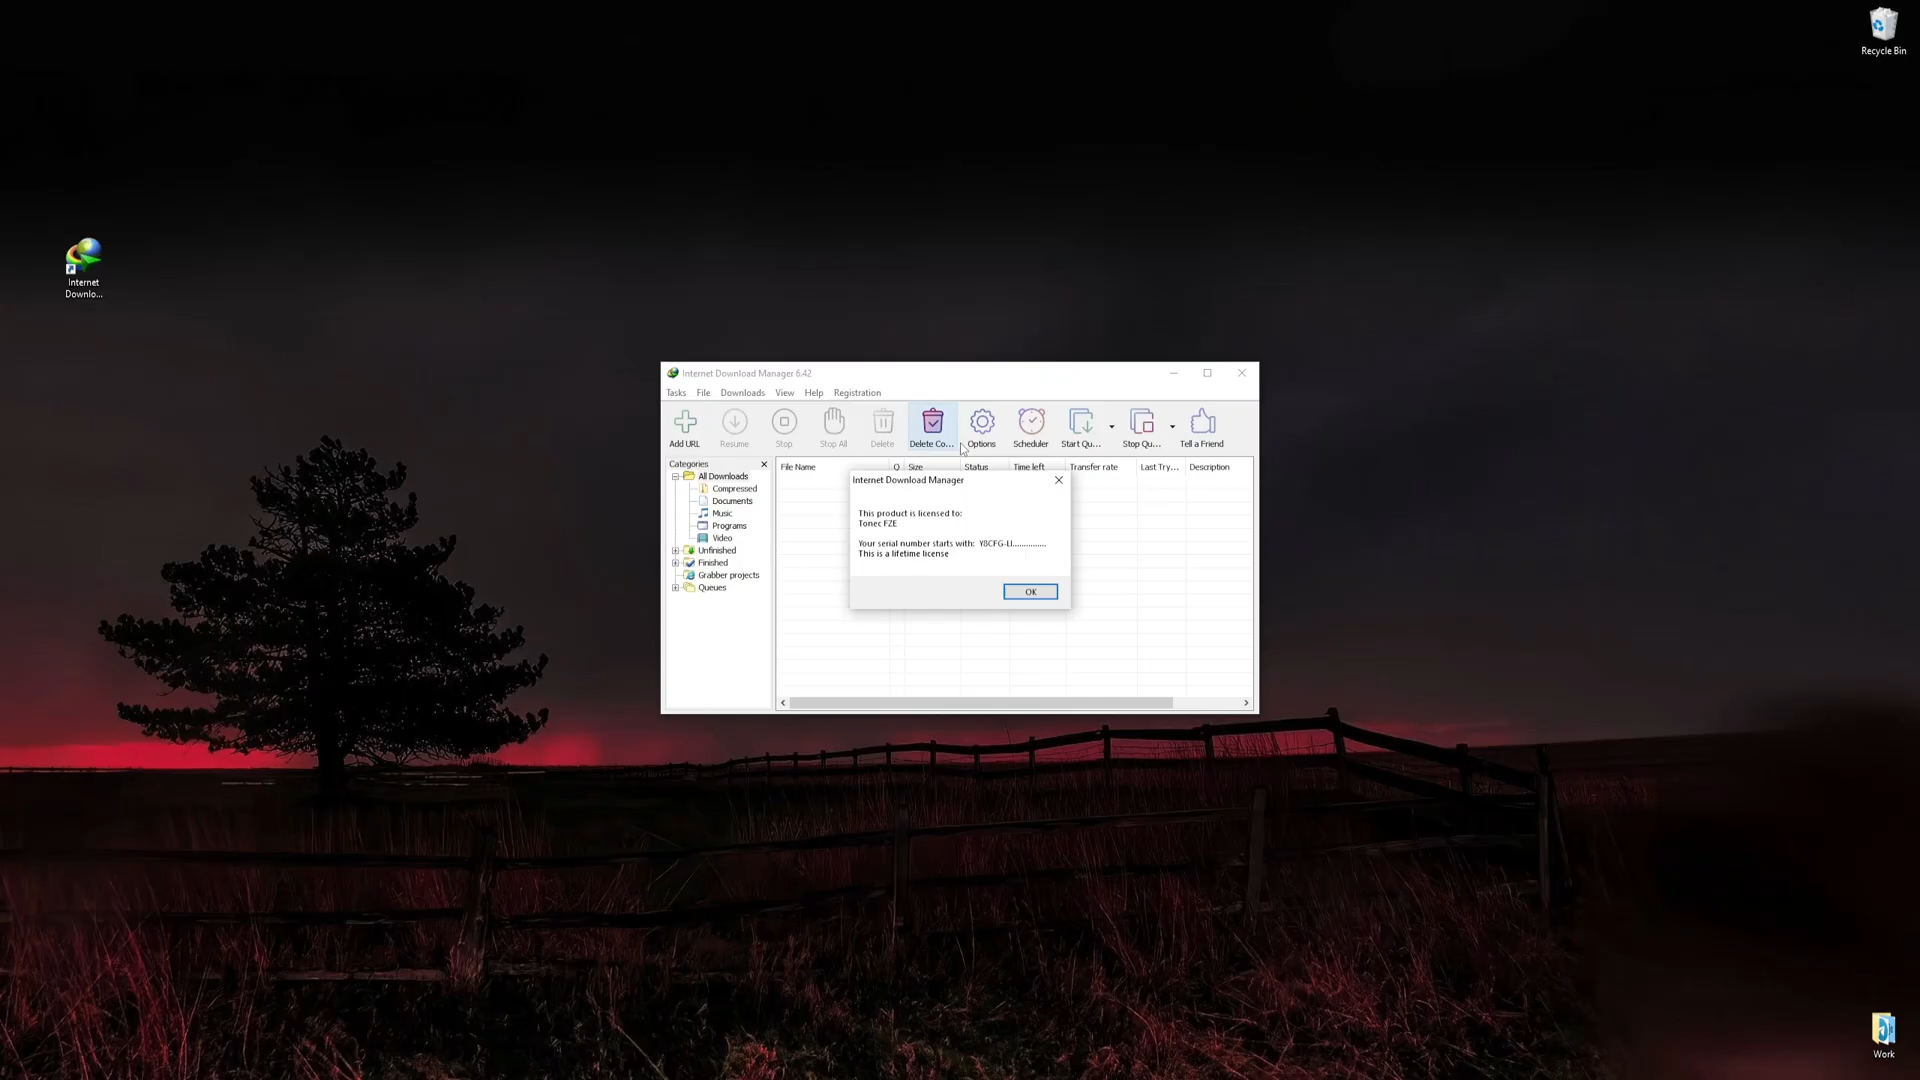 Recycle Bin
Internet
Downlo...
Internet Download Manager 6.42
Tasks File Downloads View Help Registration
Add URL Resume Stop Stop All Delete Delete Co... Options Scheduler Start Qu... Stop Qu... Tell a Friend
Categories
All Downloads
Compressed
Documents
Music
Programs
Video
Unfinished
Finished
Grabber projects
Queues
File Name Q Size Status Time left Transfer rate Last Try... Description
Internet Download Manager
This product is licensed to:
Tonec FZE
Your serial number starts with: Y8CFG-LI...............
This is a lifetime license
OK
Work